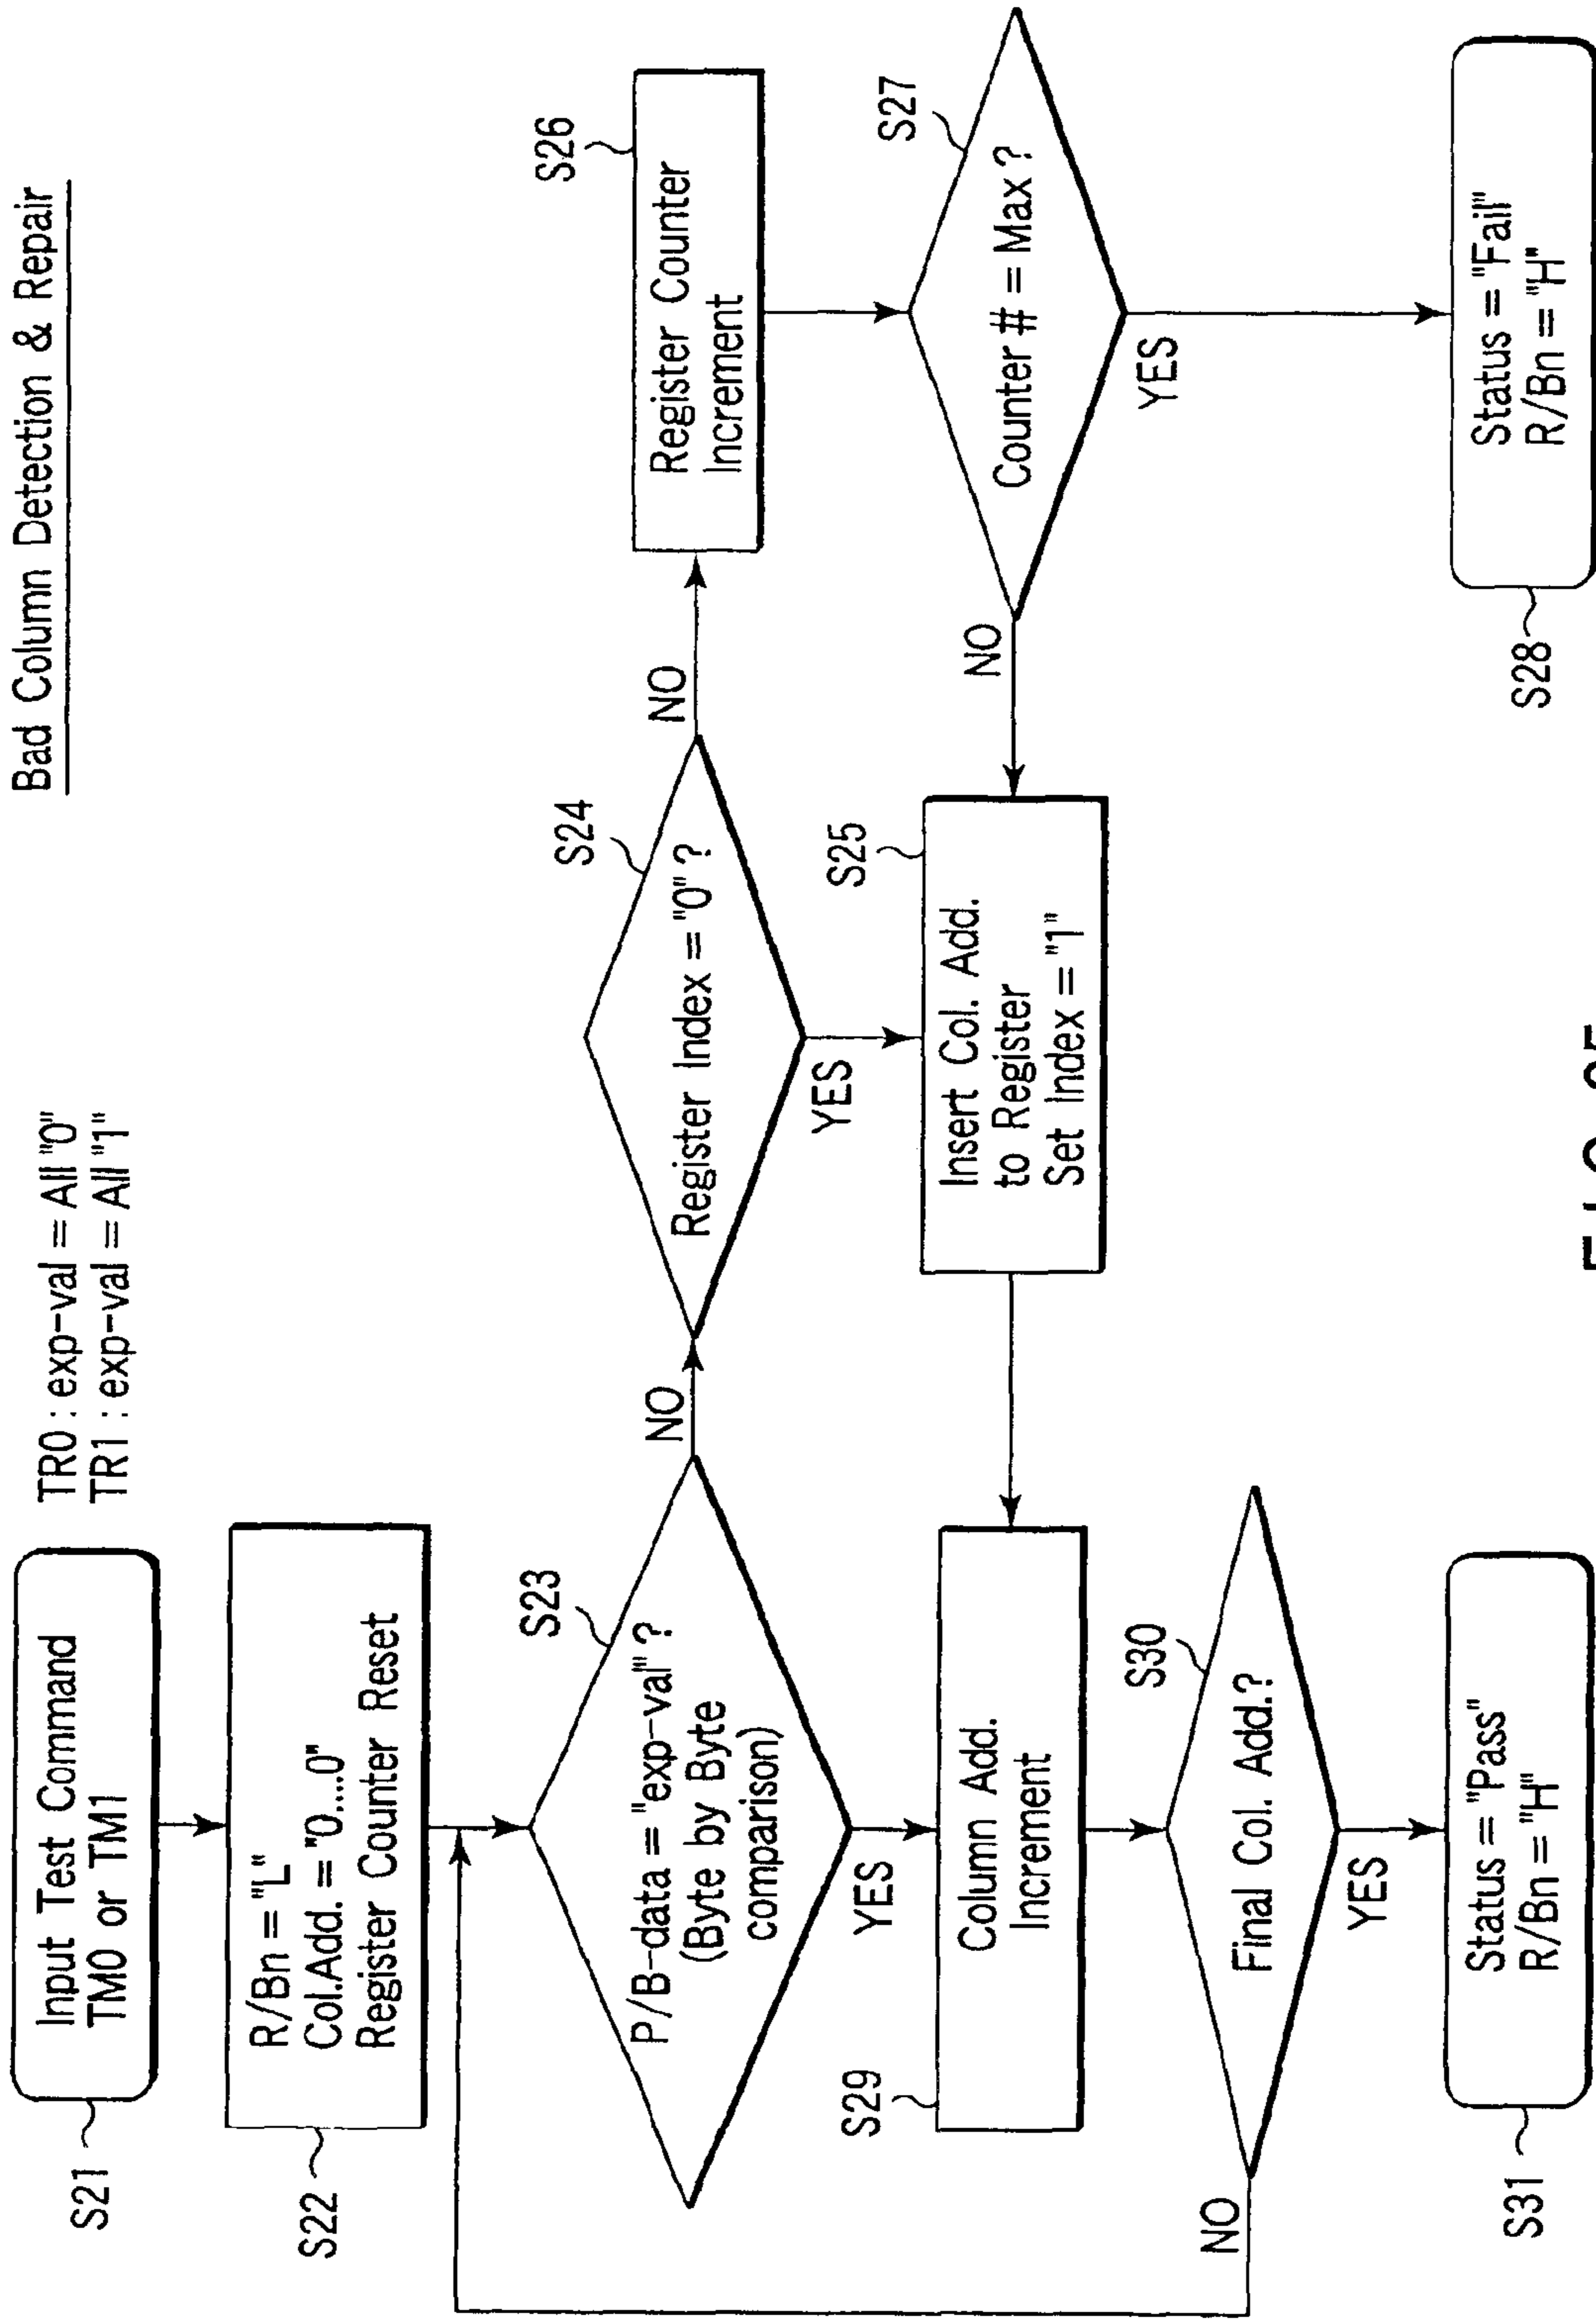 Bad Column Detection & Repair
TR0 : exp-val = All "0"
TR1 : exp-val = All "1"
S21
Input Test Command
TM0 or TM1
S22
R/Bn = "L"
Col.Add. = "0....0"
Register Counter Reset
S23
P/B-data = "exp-val" ?
(Byte by Byte
comparison)
NO
YES
S24
Register Index = "0" ?
NO
YES
S26
Register Counter
Increment
S27
Counter # = Max ?
NO
YES
S25
Insert Col. Add.
to Register
Set Index = "1"
S28
Status = "Fail"
R/Bn = "H"
S29
Column Add.
Increment
S30
Final Col. Add.?
NO
YES
S31
Status = "Pass"
R/Bn = "H"